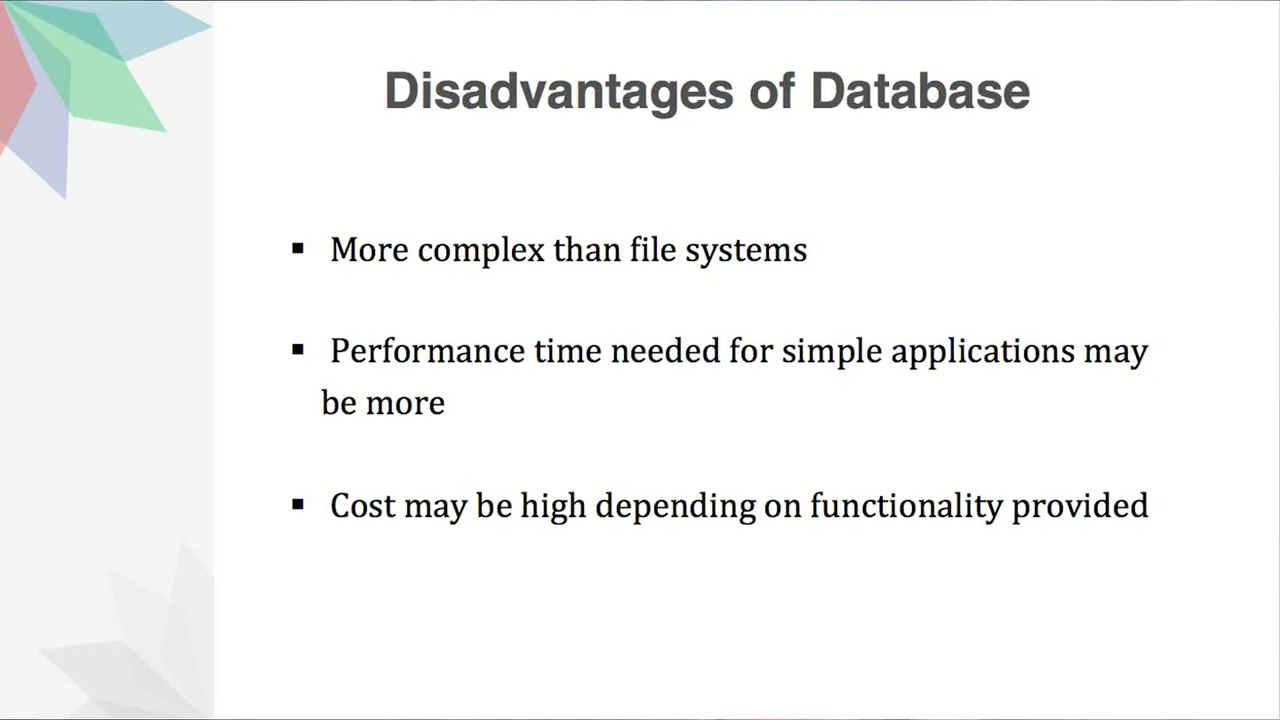 Disadvantages of Database
▪ More complex than file systems
▪ Performance time needed for simple applications may
be more
▪ Cost may be high depending on functionality provided